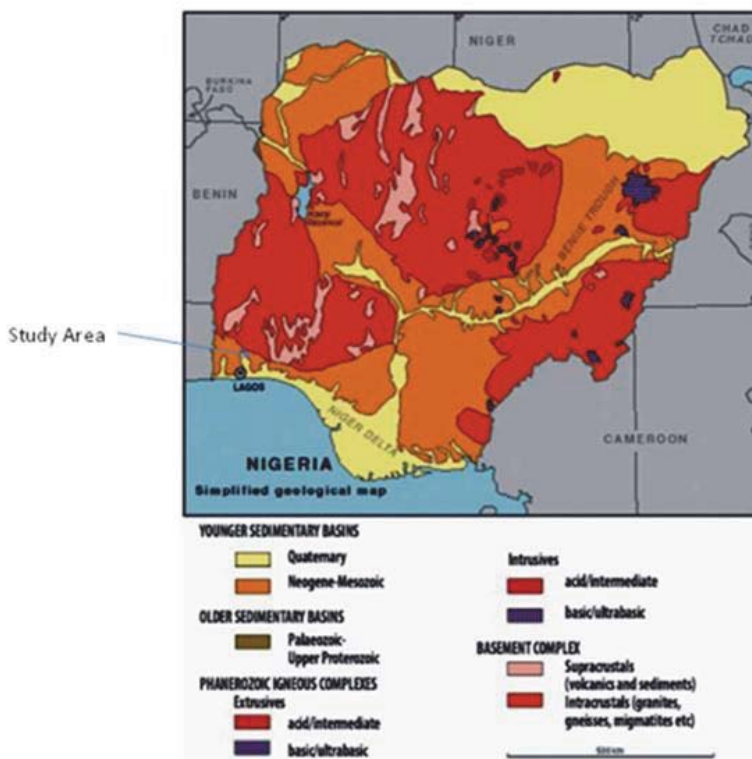 NIGER
CHAD
TCHAD
BURKINA
FASO
BENIN
BENUE TROUGH
Study Area
LAGOS
NIGER DELTA
CAMEROON
NIGERIA
Simplified geological map
YOUNGER SEDIMENTARY BASINS
Quaternary
Neogene-Mesozoic
OLDER SEDIMENTARY BASINS
Palaeozoic-
Upper Proterozoic
PHANEROZOIC IGNEOUS COMPLEXES
Extrusives
acid/intermediate
basic/ultrabasic
Intrusives
acid/intermediate
basic/ultrabasic
BASEMENT COMPLEX
Supracrustals
(volcanics and sediments)
Intracrustals (granites,
gneisses, migmatites etc)
500 km